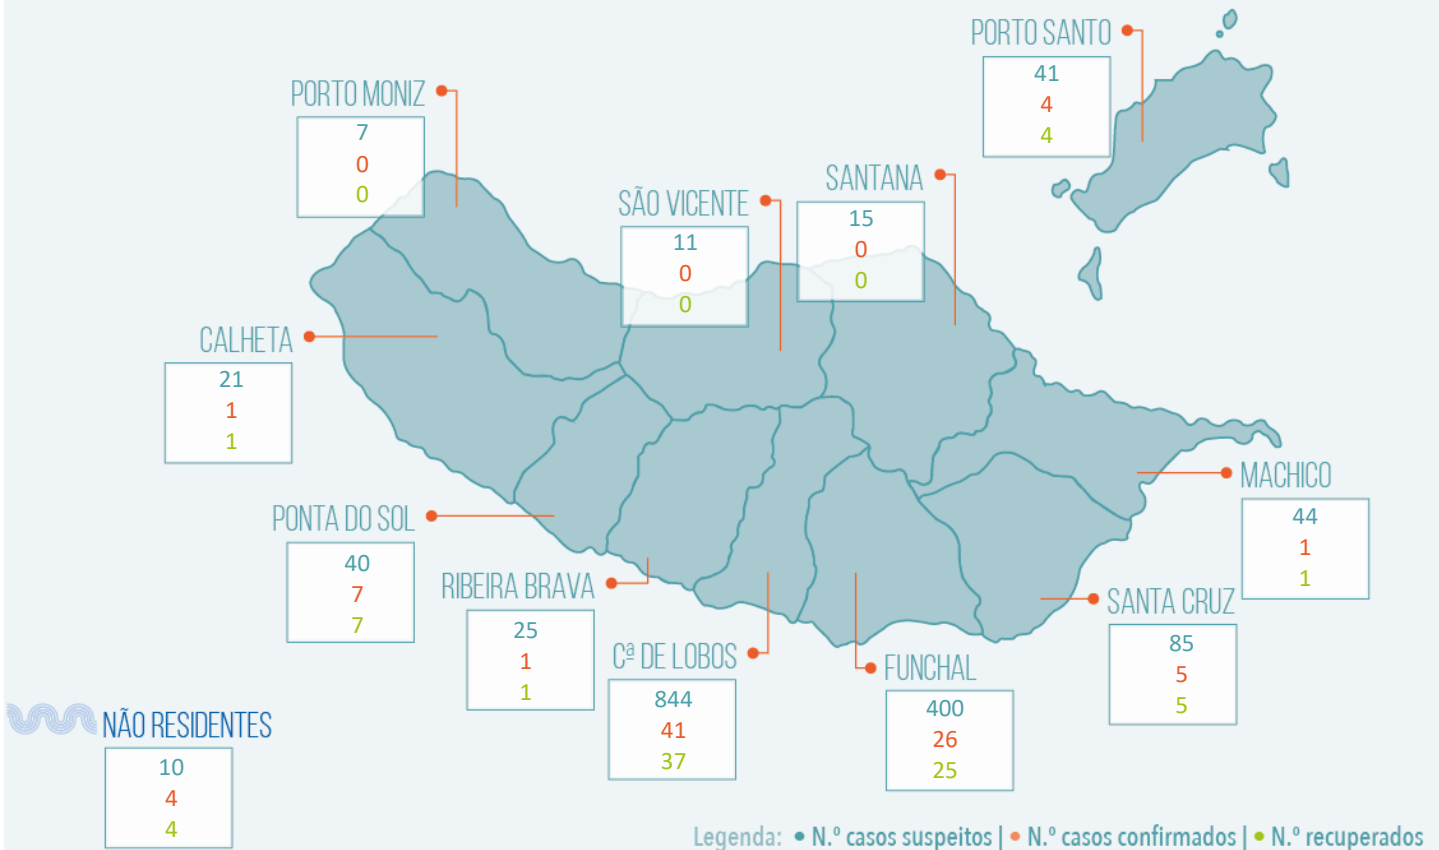 PORTO SANTO
41
4
4
PORTO MONIZ
7
0
0
SANTANA
15
0
0
SÃO VICENTE
11
0
0
CALHETA
21
1
1
MACHICO
44
1
1
PONTA DO SOL
40
7
7
RIBEIRA BRAVA
25
1
1
SANTA CRUZ
85
5
5
Cª DE LOBOS
844
41
37
FUNCHAL
400
26
25
NÃO RESIDENTES
10
4
4
Legenda: • N.º casos suspeitos | • N.º casos confirmados | • N.º recuperados